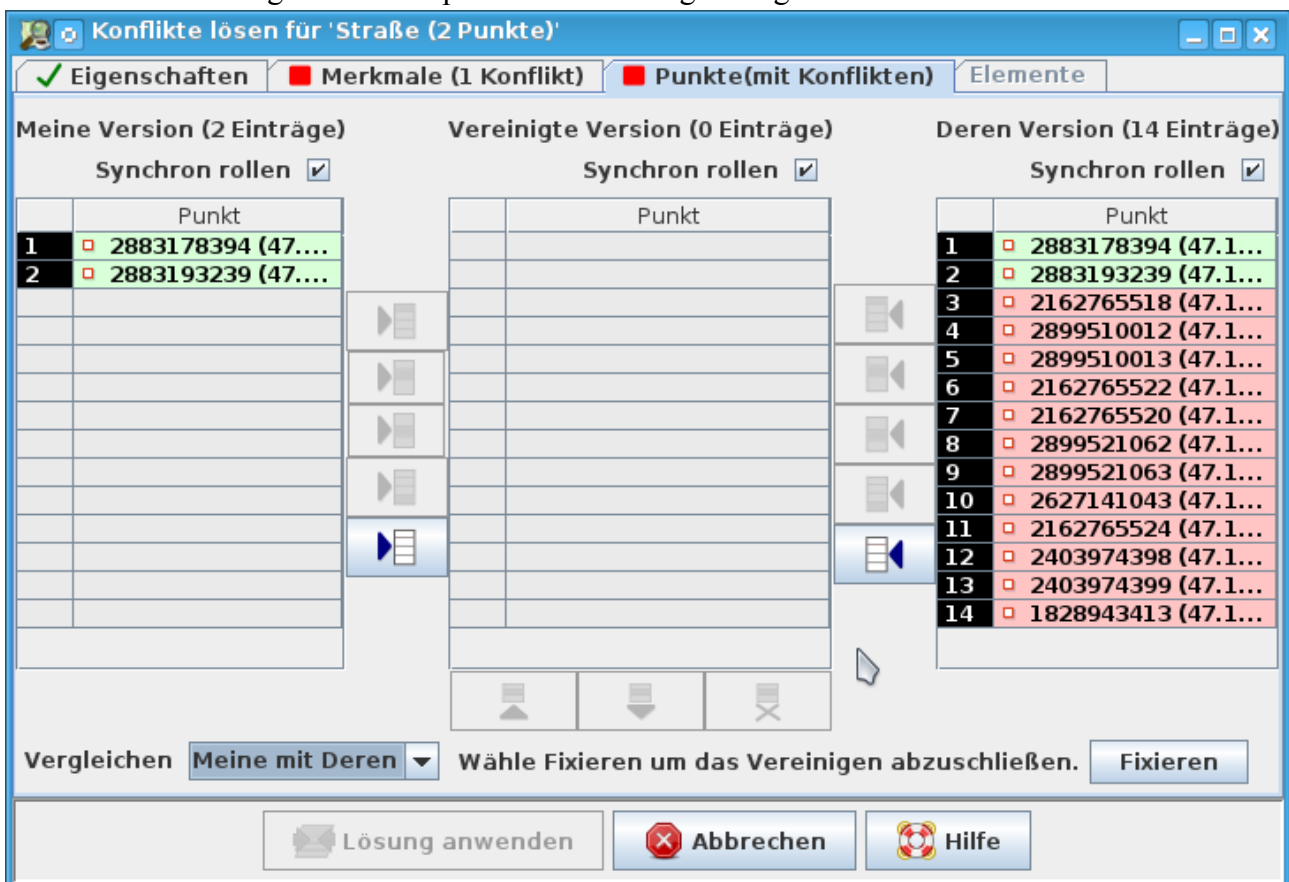 Konflikte lösen für 'Straße (2 Punkte)'
Eigenschaften Merkmale (1 Konflikt) Punkte(mit Konflikten) Elemente
Meine Version (2 Einträge) Vereinigte Version (0 Einträge) Deren Version (14 Einträge)
Synchron rollen Synchron rollen Synchron rollen
Punkt Punkt Punkt
1 2883178394 (47.... 1 2883178394 (47.1...
2 2883193239 (47.... 2 2883193239 (47.1...
3 2162765518 (47.1...
4 2899510012 (47.1...
5 2899510013 (47.1...
6 2162765522 (47.1...
7 2162765520 (47.1...
8 2899521062 (47.1...
9 2899521063 (47.1...
10 2627141043 (47.1...
11 2162765524 (47.1...
12 2403974398 (47.1...
13 2403974399 (47.1...
14 1828943413 (47.1...
Vergleichen Meine mit Deren Wähle Fixieren um das Vereinigen abzuschließen. Fixieren
Lösung anwenden Abbrechen Hilfe